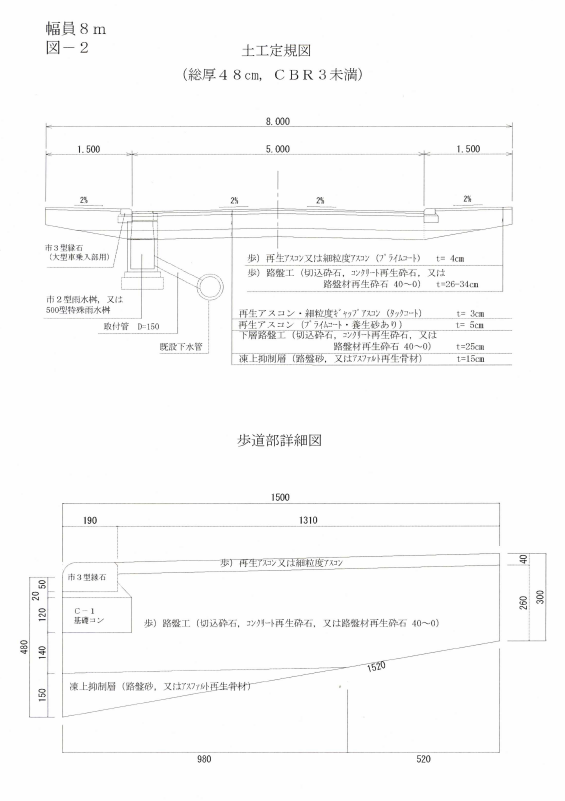 幅員8m
図－2
土工定規図
(総厚48cm, CBR3未満)
8.000
1.500
5.000
1.500
2%
2%
2%
2%
市3型縁石
(大型車乗入部用)
歩) 再生ｱｽｺﾝ又は細粒度ｱｽｺﾝ (ﾌﾟﾗｲﾑｺｰﾄ) t= 4cm
歩) 路盤工 (切込砕石, ｺﾝｸﾘｰﾄ再生砕石, 又は
路盤材再生砕石 40～0) t=26-34cm
市2型雨水桝, 又は
500型特殊雨水桝
取付管 D=150
既設下水管
再生アスコン・細粒度ｷﾞｬｯﾌﾟｱｽｺﾝ (ﾀｯｸｺｰﾄ) t= 3cm
再生アスコン (ﾌﾟﾗｲﾑｺｰﾄ・養生砂あり) t= 5cm
下層路盤工 (切込砕石, ｺﾝｸﾘｰﾄ再生砕石, 又は
路盤材再生砕石 40～0) t=25cm
凍上抑制層 (路盤砂, 又はｱｽﾌｧﾙﾄ再生骨材) t=15cm
歩道部詳細図
1500
190
1310
歩) 再生ｱｽｺﾝ又は細粒度ｱｽｺﾝ
40
市3型縁石
50
20
260
300
C－1
基礎コン
120
歩) 路盤工 (切込砕石, ｺﾝｸﾘｰﾄ再生砕石, 又は路盤材再生砕石 40～0)
480
140
1520
凍上抑制層 (路盤砂, 又はｱｽﾌｧﾙﾄ再生骨材)
150
980
520